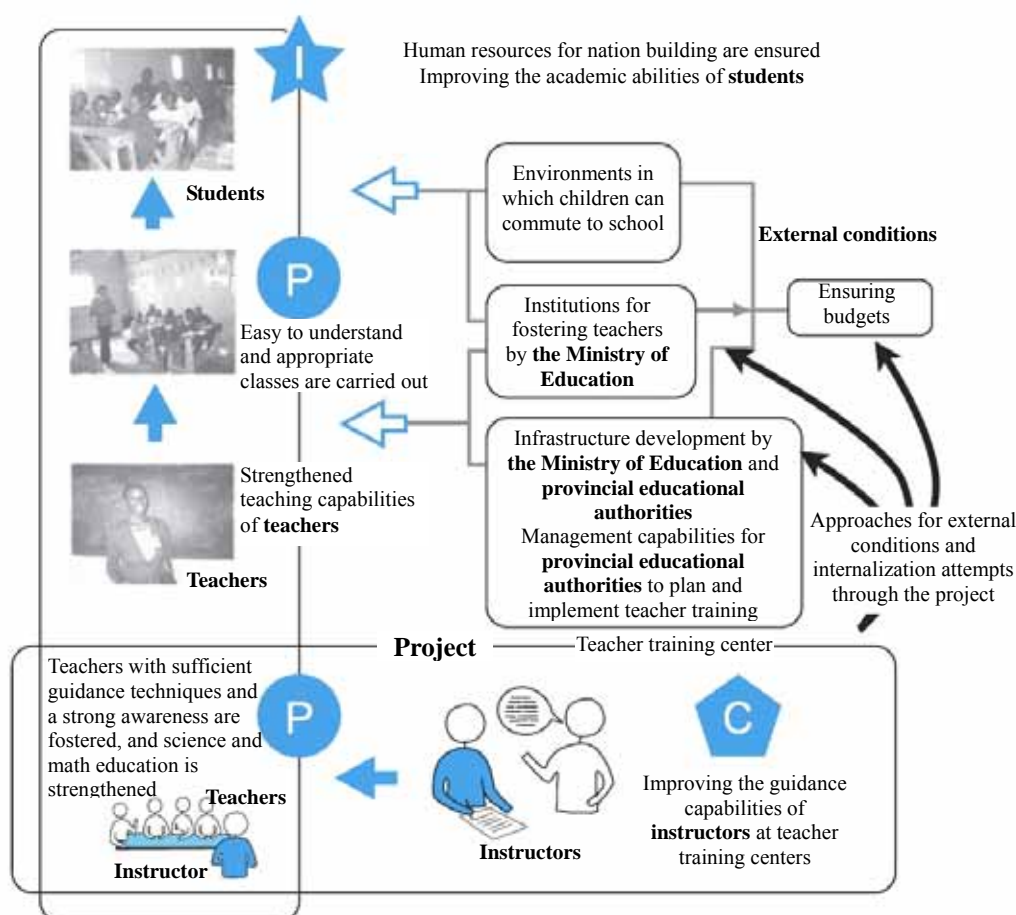 I
Human resources for nation building are ensured
Improving the academic abilities of students
Students
Environments in
which children can
commute to school
External conditions
P
Easy to understand
and appropriate
classes are carried out
Institutions for
fostering teachers
by the Ministry of
Education
Ensuring
budgets
Strengthened
teaching capabilities
of teachers
Teachers
Infrastructure development by
the Ministry of Education and
provincial educational
authorities
Management capabilities for
provincial educational
authorities to plan and
implement teacher training
Approaches for external
conditions and
internalization attempts
through the project
Project
Teacher training center
Teachers with sufficient
guidance techniques and
a strong awareness are
fostered, and science and
math education is
strengthened
P
Teachers
Instructor
Instructors
C
Improving the guidance
capabilities of
instructors at teacher
training centers